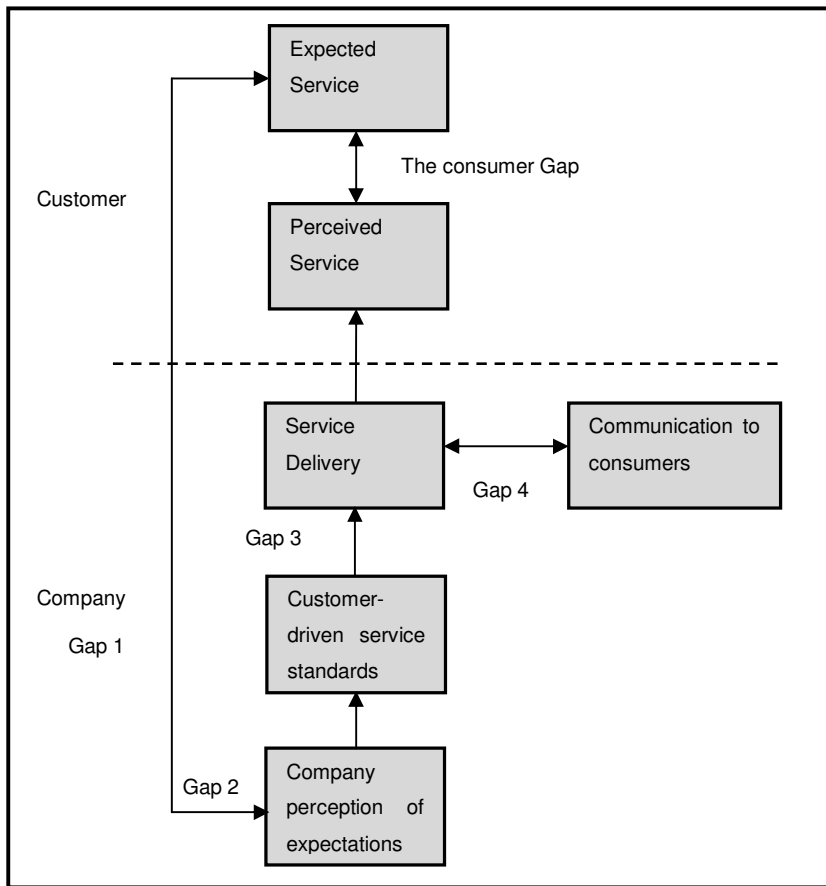 Expected
Service
The consumer Gap
Customer
Perceived
Service
Service
Delivery
Communication to
consumers
Gap 4
Gap 3
Customer-
driven service
standards
Company
Gap 1
Gap 2
Company
perception of
expectations